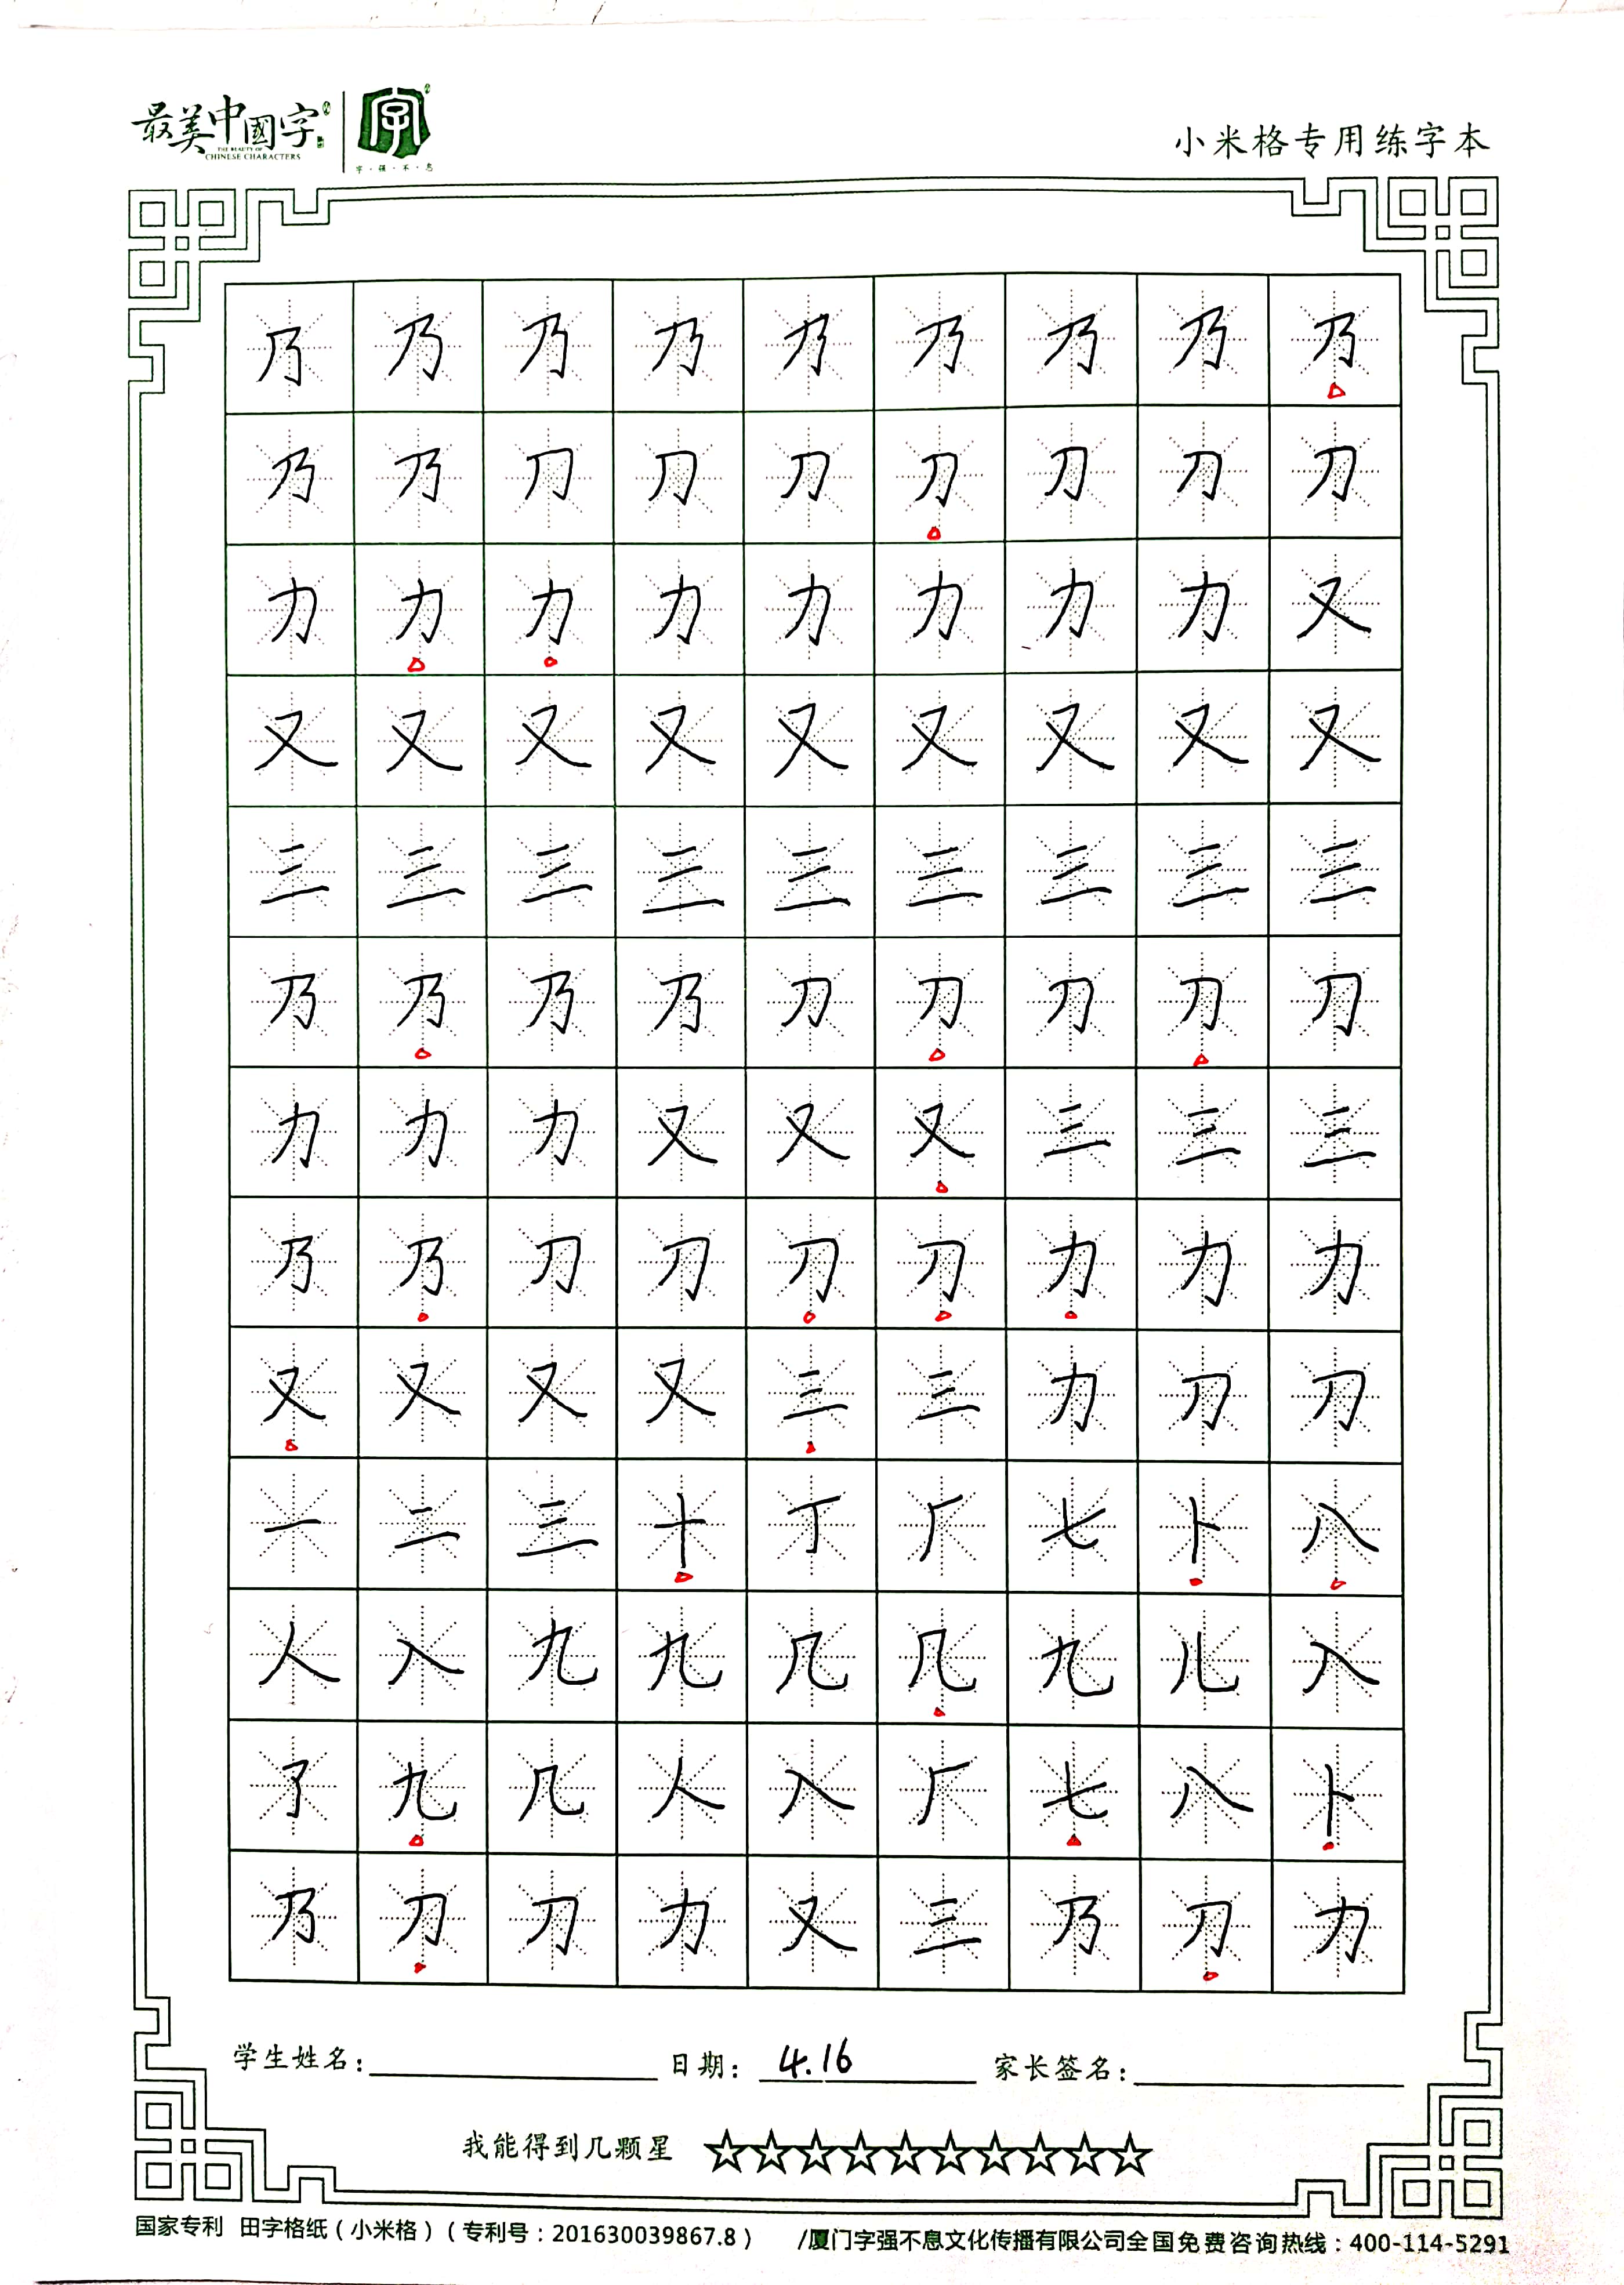 最美中國字
THE BEAUTY OF
CHINESE CHARACTERS
字
字·强·不·息
小米格专用练字本
乃 乃 乃 乃 乃 乃 乃 乃 乃
乃 乃 刀 刀 刀 刀 刀 刀 刀
力 力 力 力 力 力 力 力 又
又 又 又 又 又 又 又 又 又
三 三 三 三 三 三 三 三 三
乃 乃 乃 乃 刀 刀 刀 刀 刀
力 力 力 又 又 又 三 三 三
乃 乃 刀 刀 刀 刀 力 力 力
又 又 又 又 三 三 力 刀 刀
一 二 三 十 丁 厂 七 卜 八
人 入 九 九 几 几 九 儿 入
了 九 几 人 入 厂 七 八 卜
乃 刀 刀 力 又 三 乃 刀 力
学生姓名: 日期: 4.16 家长签名:
我能得到几颗星 ☆☆☆☆☆☆☆☆☆☆
国家专利 田字格纸(小米格)(专利号:201630039867.8) /厦门字强不息文化传播有限公司全国免费咨询热线:400-114-5291